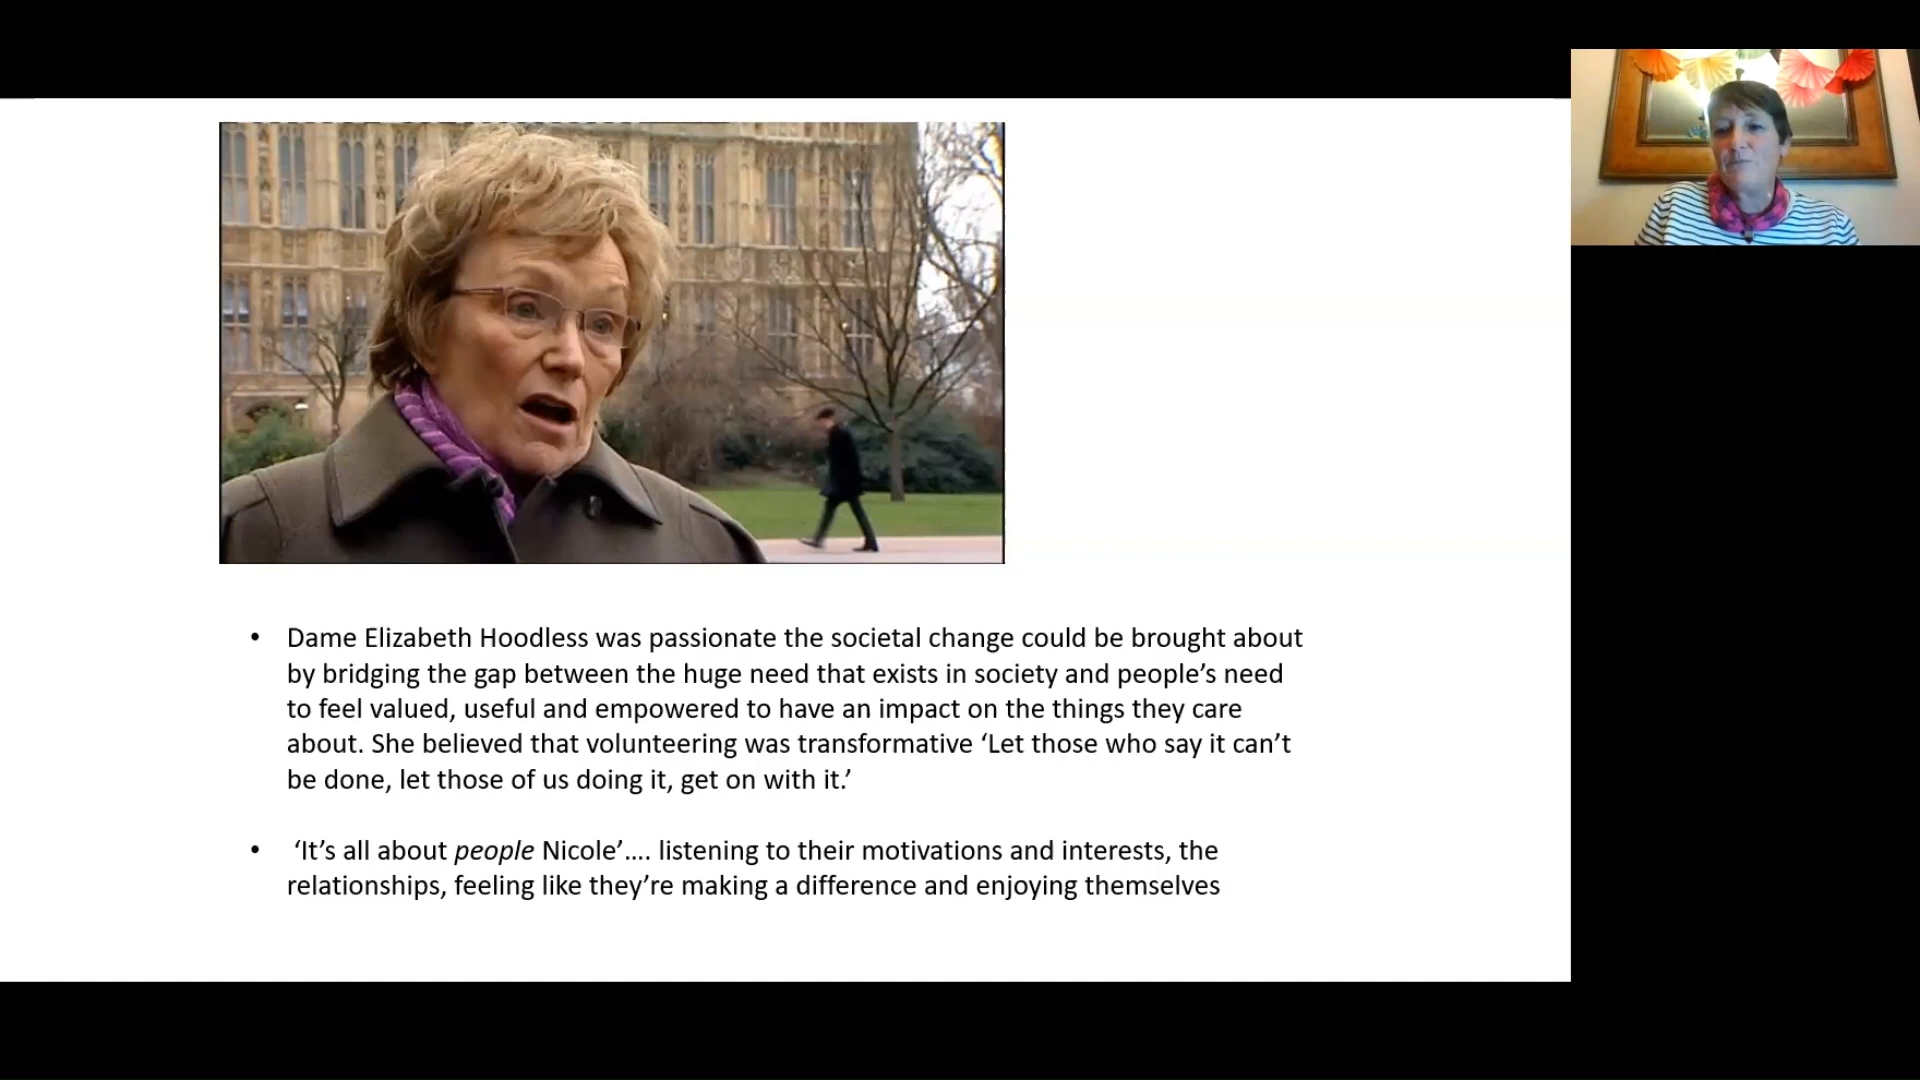 • Dame Elizabeth Hoodless was passionate the societal change could be brought about
by bridging the gap between the huge need that exists in society and people’s need
to feel valued, useful and empowered to have an impact on the things they care
about. She believed that volunteering was transformative ‘Let those who say it can’t
be done, let those of us doing it, get on with it.’
• ‘It’s all about people Nicole’…. listening to their motivations and interests, the
relationships, feeling like they’re making a difference and enjoying themselves